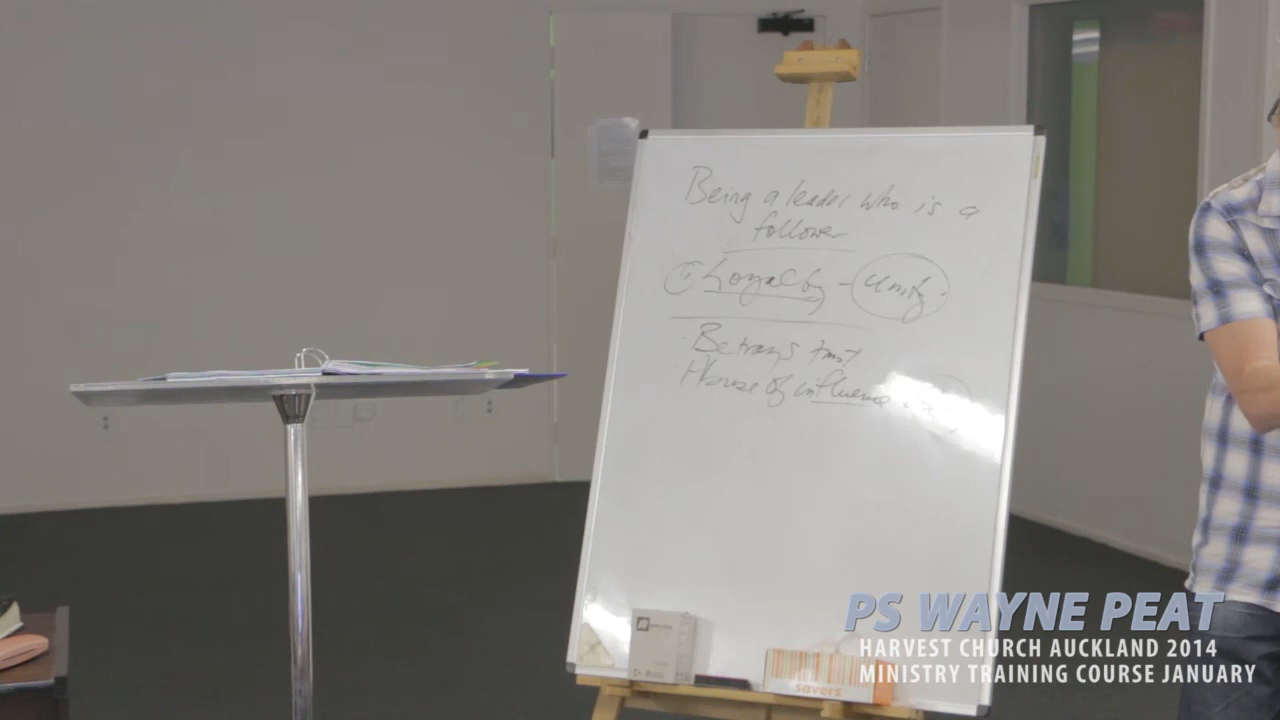 Being a leader who is a
follower
① Loyalty - Unity
Betrays trust
Abuse of influence
savers
PS WAYNE PEAT
HARVEST CHURCH AUCKLAND 2014
MINISTRY TRAINING COURSE JANUARY